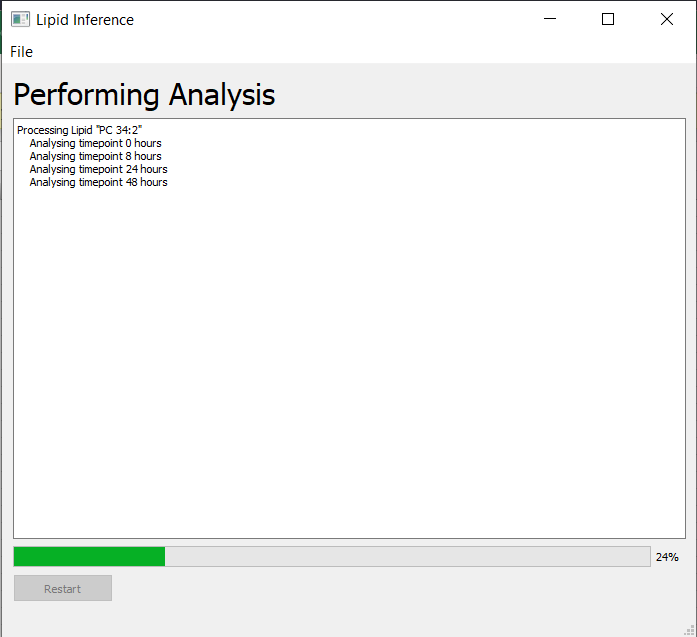 Lipid Inference
File
Performing Analysis
Processing Lipid "PC 34:2"
Analysing timepoint 0 hours
Analysing timepoint 8 hours
Analysing timepoint 24 hours
Analysing timepoint 48 hours
24%
Restart